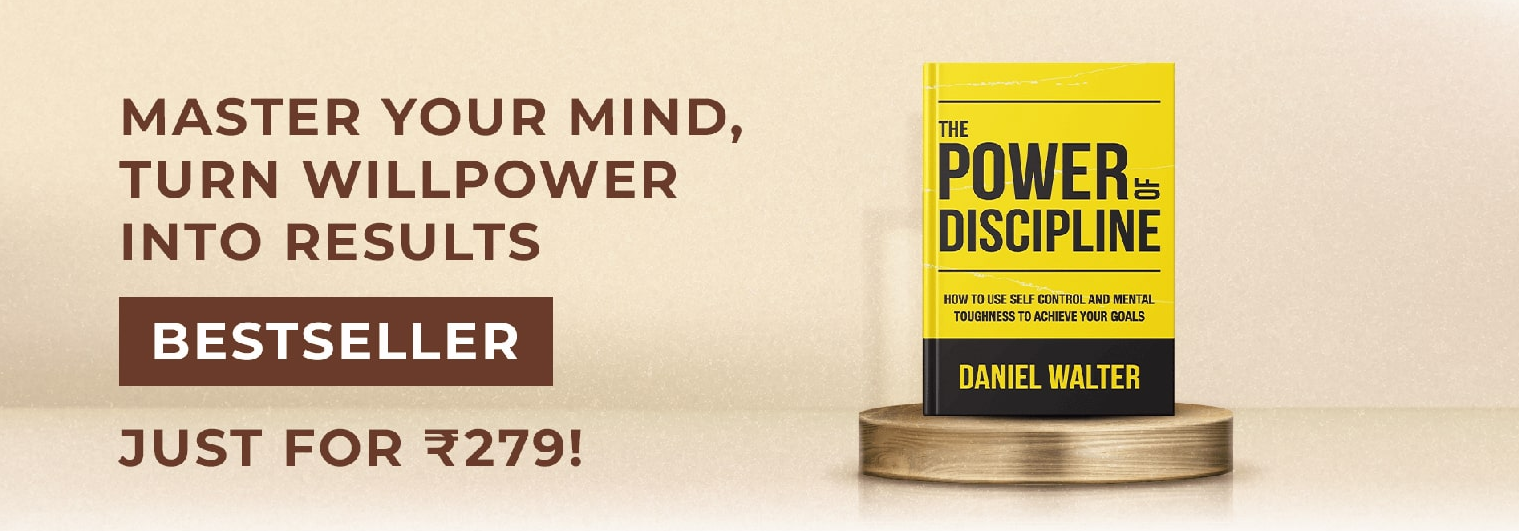 MASTER YOUR MIND,
TURN WILLPOWER
INTO RESULTS
BESTSELLER
JUST FOR ₹279!
THE
POWER OF
DISCIPLINE
HOW TO USE SELF CONTROL AND MENTAL
TOUGHNESS TO ACHIEVE YOUR GOALS
DANIEL WALTER